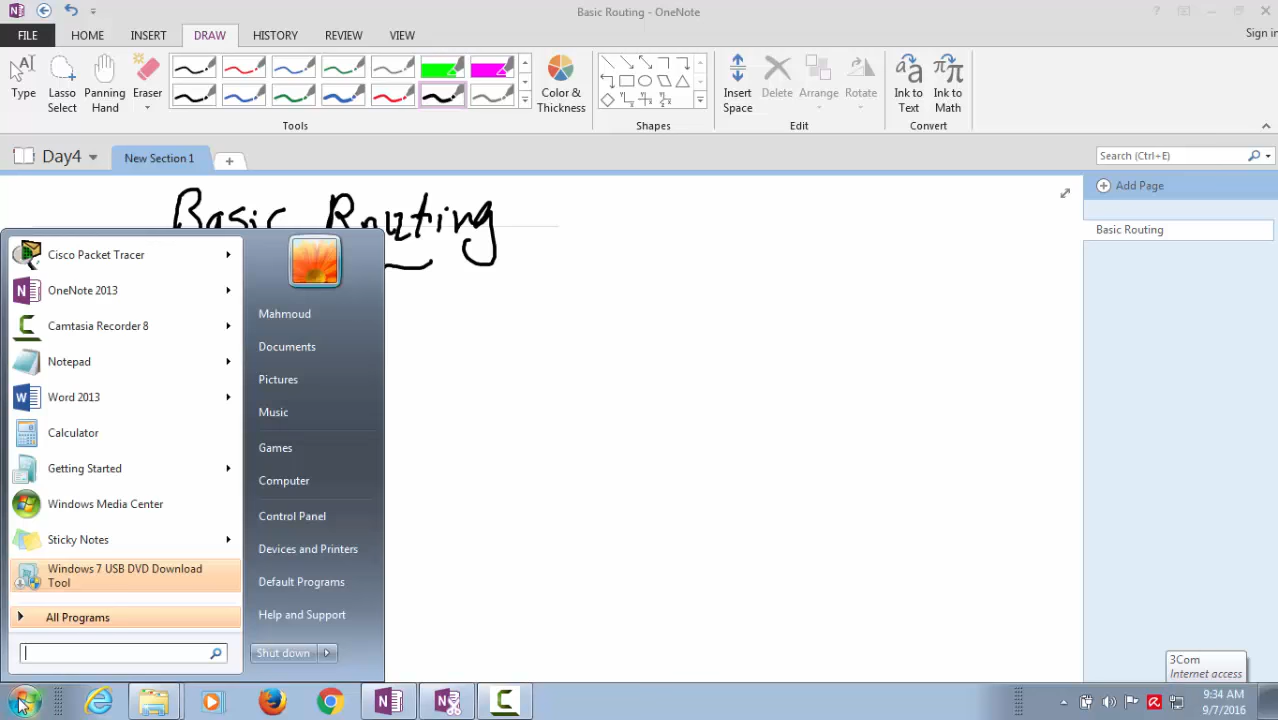 Basic Routing - OneNote
FILE HOME INSERT DRAW HISTORY REVIEW VIEW Sign in
Type Lasso Select Panning Hand Eraser Color & Thickness Insert Space Delete Arrange Rotate Ink to Text Ink to Math
Tools Shapes Edit Convert
Day4 New Section 1 Search (Ctrl+E)
Add Page
Basic Routing
Basic Routing
Cisco Packet Tracer
OneNote 2013
Camtasia Recorder 8
Notepad
Word 2013
Calculator
Getting Started
Windows Media Center
Sticky Notes
Windows 7 USB DVD Download
Tool
All Programs
Mahmoud
Documents
Pictures
Music
Games
Computer
Control Panel
Devices and Printers
Default Programs
Help and Support
Shut down
3Com
Internet access
9:34 AM
9/7/2016